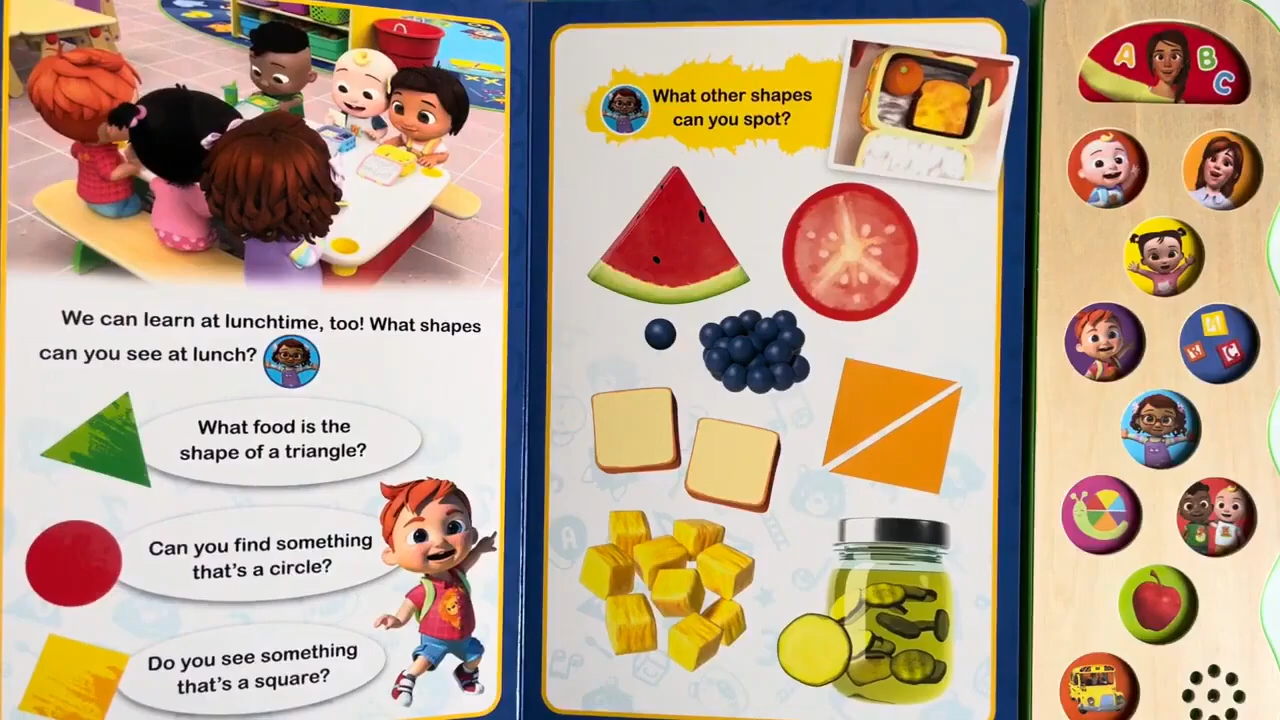 We can learn at lunchtime, too! What shapes
can you see at lunch?
What food is the
shape of a triangle?
Can you find something
that's a circle?
Do you see something
that's a square?
What other shapes
can you spot?
A B
C